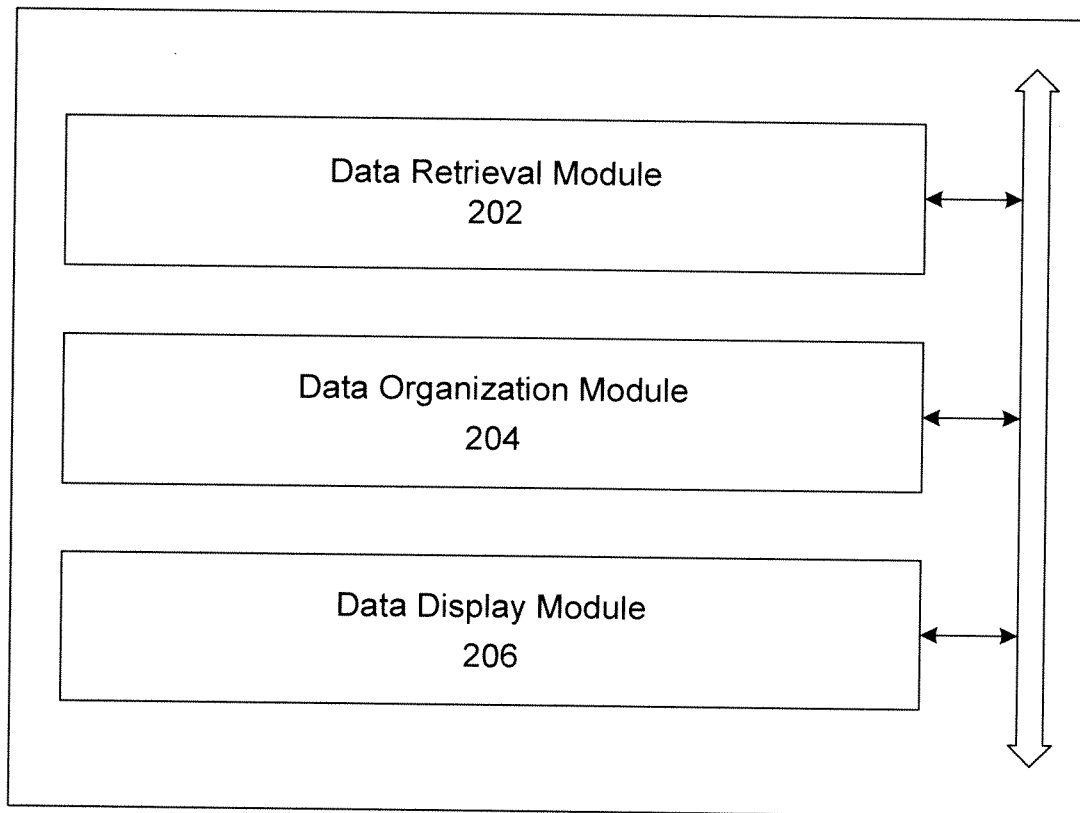 Data Retrieval Module
202
Data Organization Module
204
Data Display Module
206